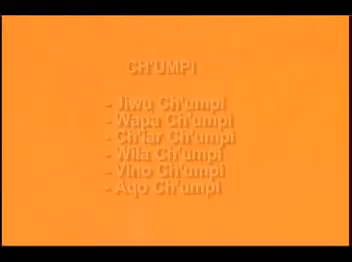 CH'UMPI
- Jiwu Ch'umpi
- Wapa Ch'umpi
- Ch'iar Ch'umpi
- Wila Ch'umpi
- Vino Ch'umpi
- Aqo Ch'umpi